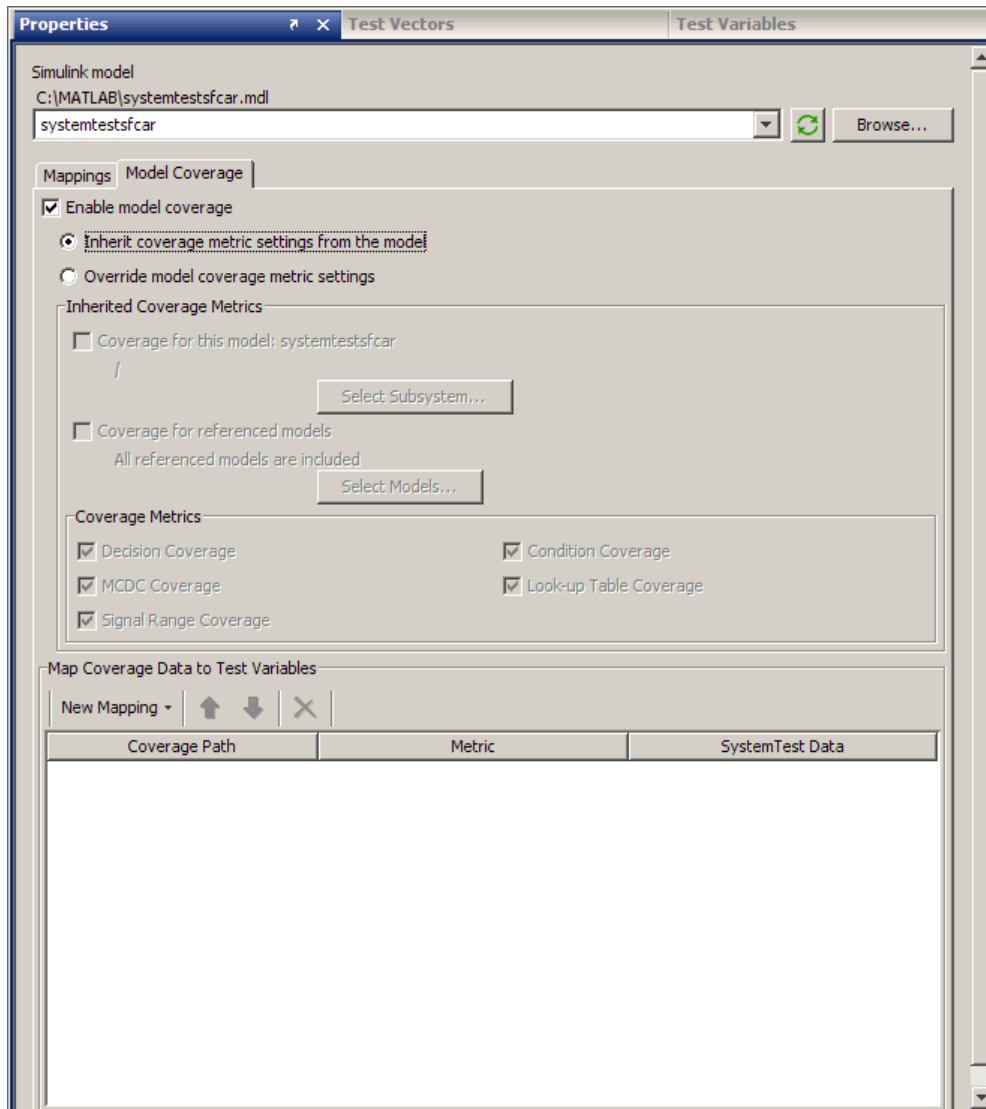 Properties
Test Vectors
Test Variables
Simulink model
C:\MATLAB\systemtestsfcar.mdl
systemtestsfcar
Browse...
Mappings
Model Coverage
Enable model coverage
Inherit coverage metric settings from the model
Override model coverage metric settings
Inherited Coverage Metrics
Coverage for this model: systemtestsfcar
/
Select Subsystem...
Coverage for referenced models
All referenced models are included
Select Models...
Coverage Metrics
Decision Coverage
Condition Coverage
MCDC Coverage
Look-up Table Coverage
Signal Range Coverage
Map Coverage Data to Test Variables
New Mapping
Coverage Path
Metric
SystemTest Data